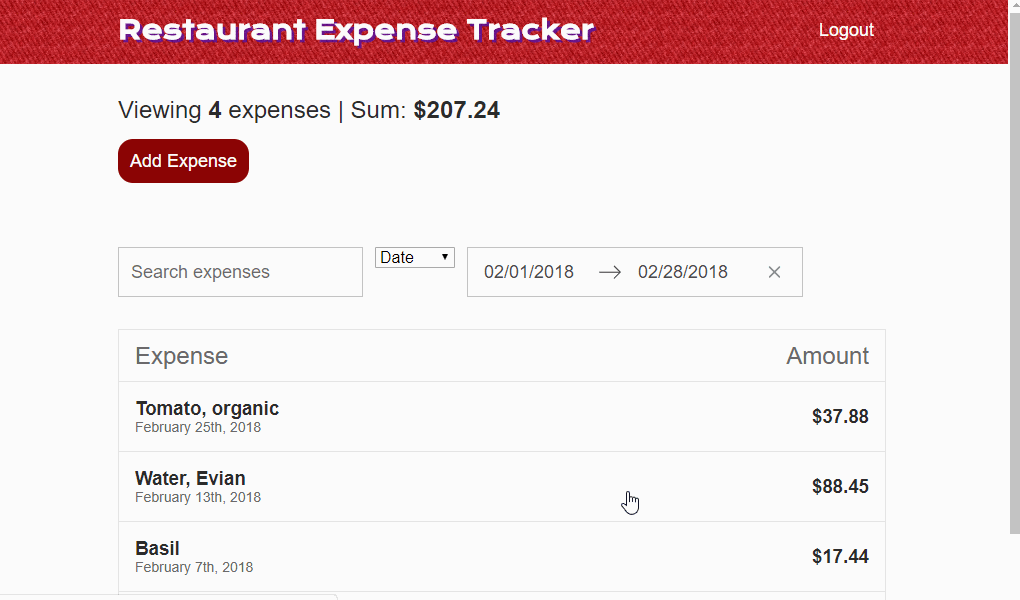 Restaurant Expense Tracker
Logout
Viewing 4 expenses | Sum: $207.24
Add Expense
Search expenses
Date
02/01/2018 → 02/28/2018
Expense Amount
Tomato, organic
February 25th, 2018
$37.88
Water, Evian
February 13th, 2018
$88.45
Basil
February 7th, 2018
$17.44